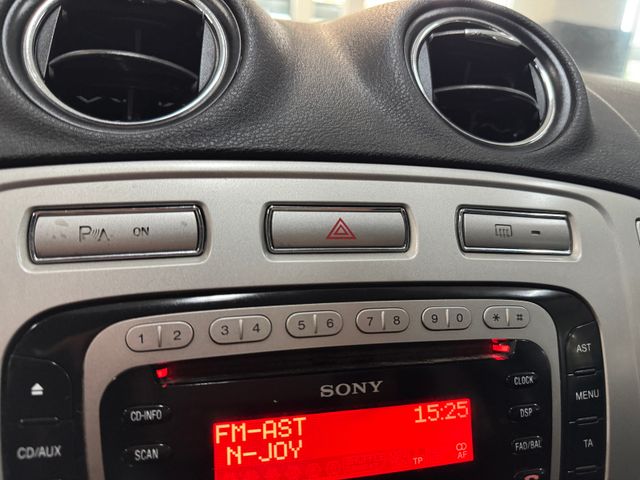 P ON
1 2 3 4 5 6 7 8 9 0 * #
SONY
AST
MENU
TA
CLOCK
DSP
FAD/BAL
CD/AUX
CD-INFO
SCAN
15:25
FM-AST
N-JOY
TP
CD
AF